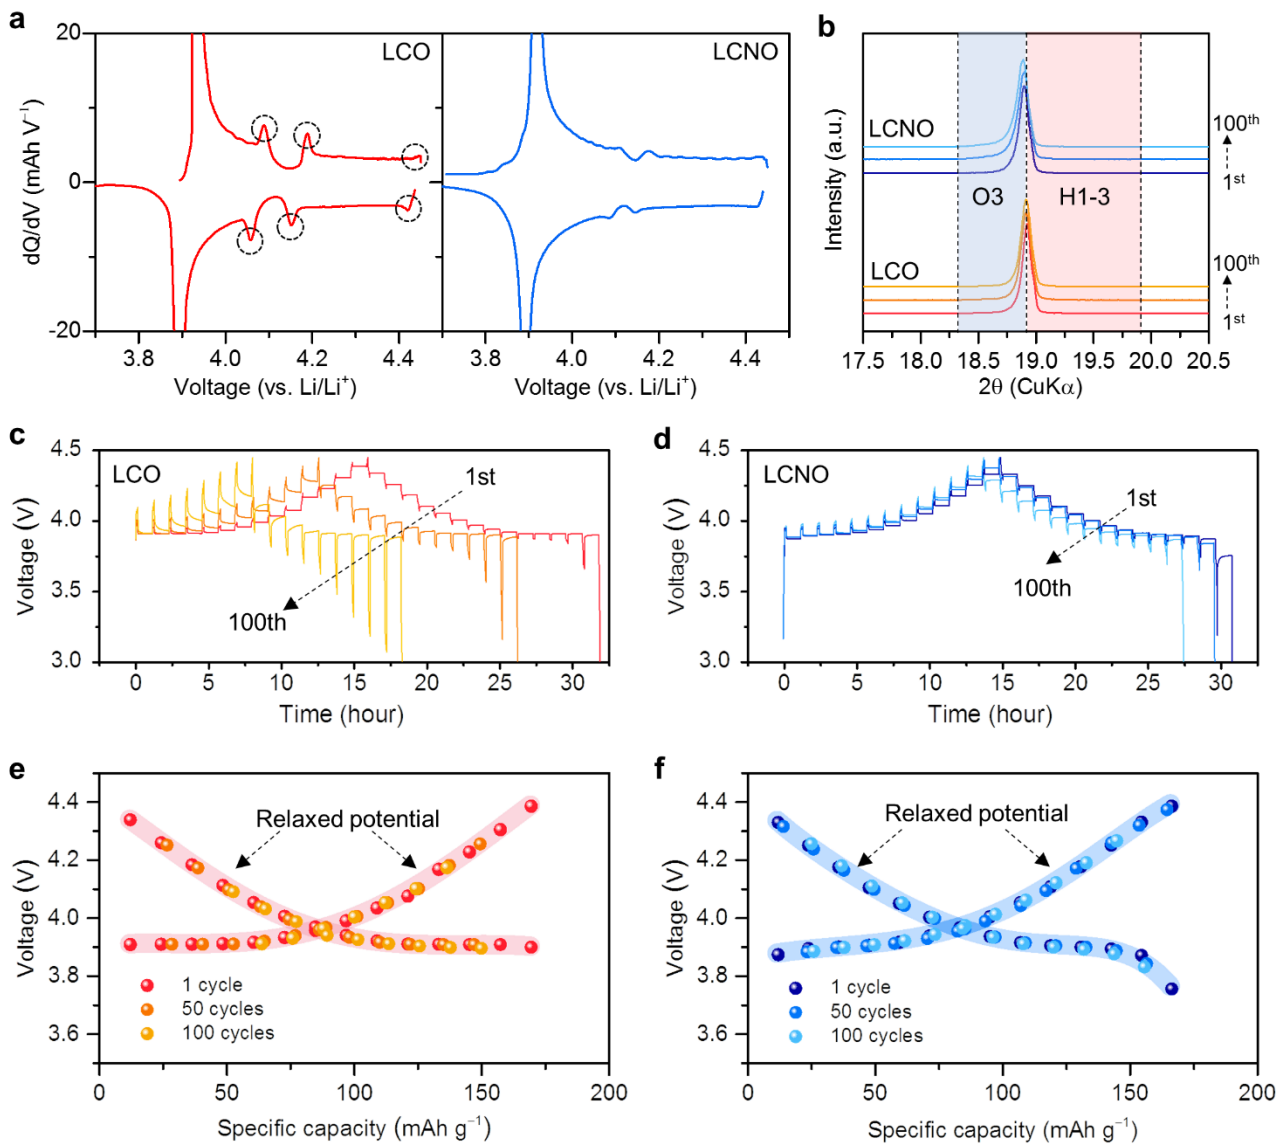 a
20
10
0
-20
dQ/dV (mAh V⁻¹)
LCO
LCNO
3.8
4.0
4.2
4.4
3.8
4.0
4.2
4.4
Voltage (vs. Li/Li⁺)
Voltage (vs. Li/Li⁺)
b
Intensity (a.u.)
LCNO
100th
1st
O3
H1-3
LCO
100th
1st
17.5
18.0
18.5
19.0
19.5
20.0
20.5
2θ (CuKα)
c
4.5
4.0
3.5
3.0
Voltage (V)
LCO
1st
100th
0
5
10
15
20
25
30
Time (hour)
d
4.5
4.0
3.5
3.0
Voltage (V)
LCNO
1st
100th
0
5
10
15
20
25
30
Time (hour)
e
4.4
4.2
4.0
3.8
3.6
Voltage (V)
Relaxed potential
1 cycle
50 cycles
100 cycles
0
50
100
150
200
Specific capacity (mAh g⁻¹)
f
4.4
4.2
4.0
3.8
3.6
Voltage (V)
Relaxed potential
1 cycle
50 cycles
100 cycles
0
50
100
150
200
Specific capacity (mAh g⁻¹)